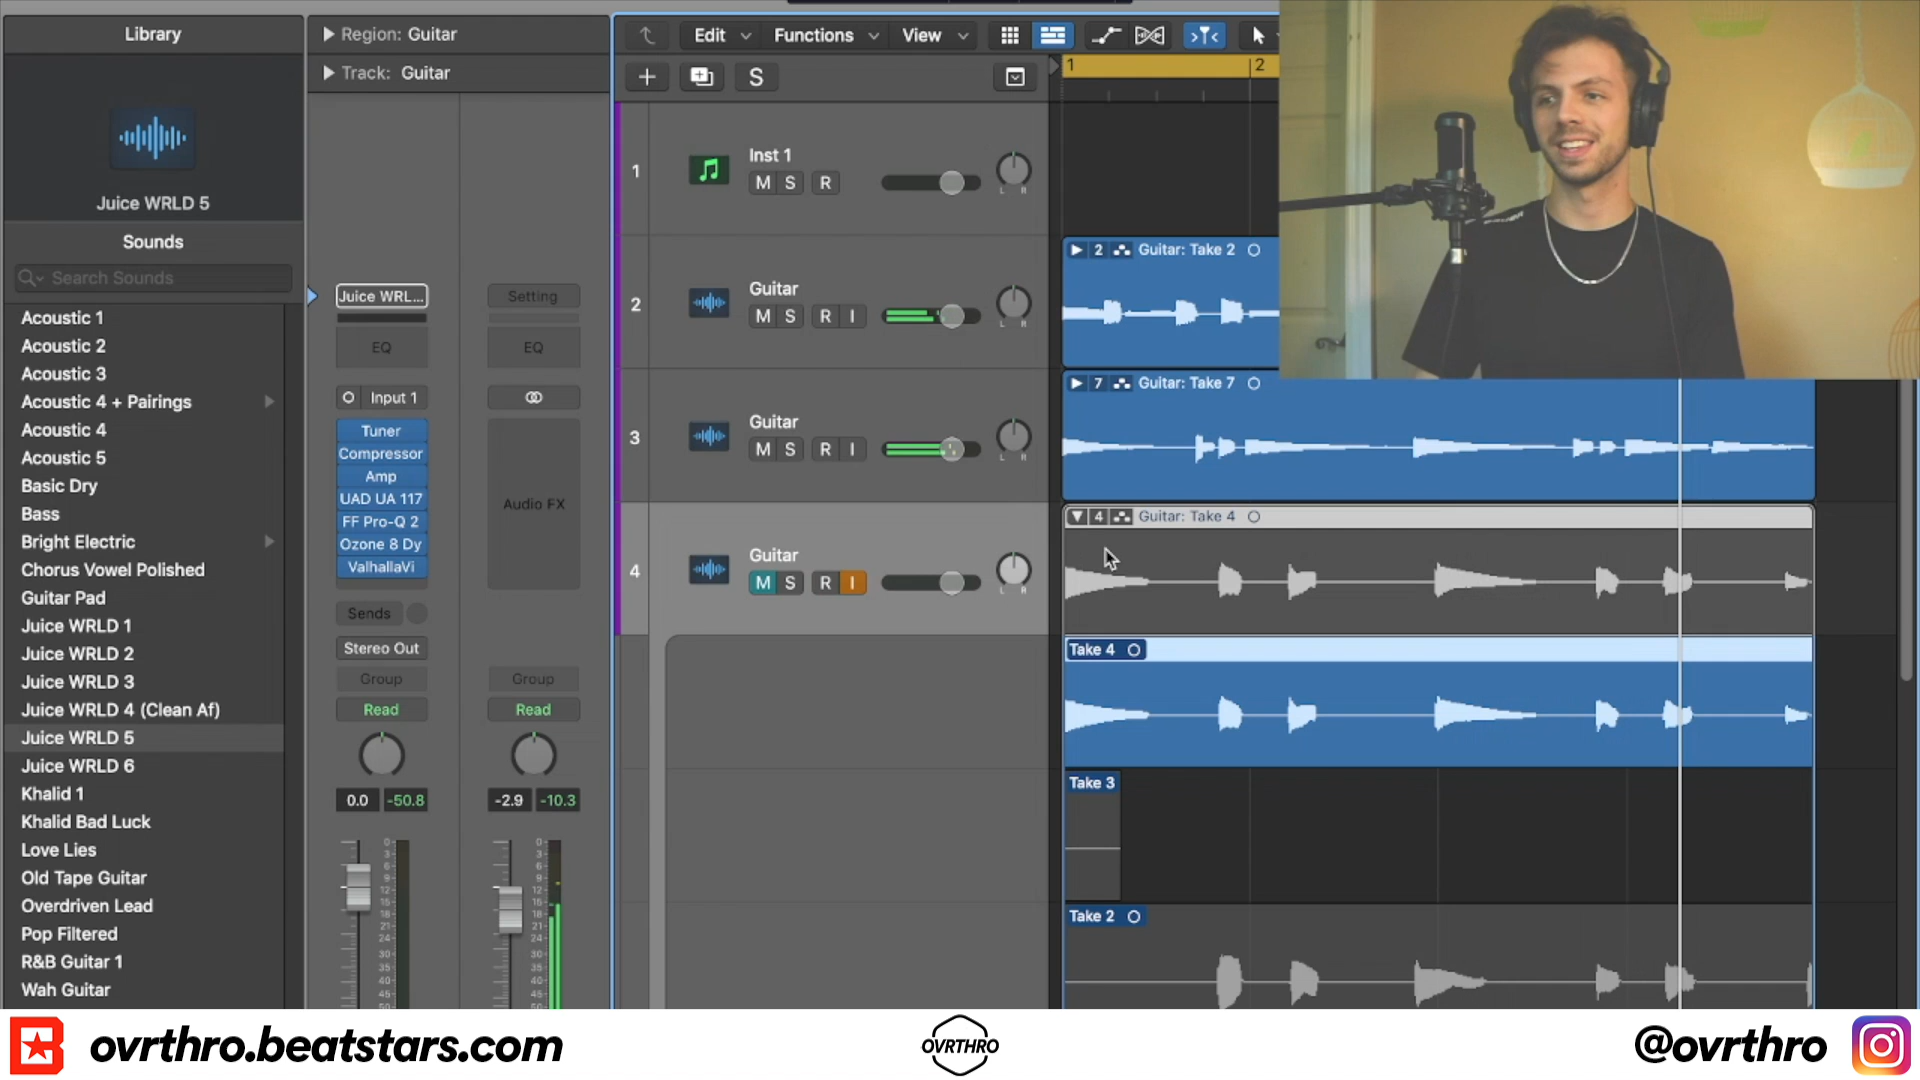 Library
Juice WRLD 5
Sounds
Search Sounds
Acoustic 1
Acoustic 2
Acoustic 3
Acoustic 4 + Pairings
Acoustic 4
Acoustic 5
Basic Dry
Bass
Bright Electric
Chorus Vowel Polished
Guitar Pad
Juice WRLD 1
Juice WRLD 2
Juice WRLD 3
Juice WRLD 4 (Clean Af)
Juice WRLD 5
Juice WRLD 6
Khalid 1
Khalid Bad Luck
Love Lies
Old Tape Guitar
Overdriven Lead
Pop Filtered
R&B Guitar 1
Wah Guitar
Region: Guitar
Track: Guitar
Juice WRL...
EQ
Input 1
Tuner
Compressor
Amp
UAD UA 117
FF Pro-Q 2
Ozone 8 Dy
ValhallaVi
Sends
Stereo Out
Group
Read
0.0 -50.8
Setting
EQ
Audio FX
Group
Read
-2.9 -10.3
Edit Functions View
S
1 2
1 Inst 1
M S R
L R
2 Guitar
M S R I
L R
3 Guitar
M S R I
L R
4 Guitar
M S R I
L R
2 Guitar: Take 2
7 Guitar: Take 7
4 Guitar: Take 4
Take 4
Take 3
Take 2
ovrthro.beatstars.com
OVRTHRO
@ovrthro